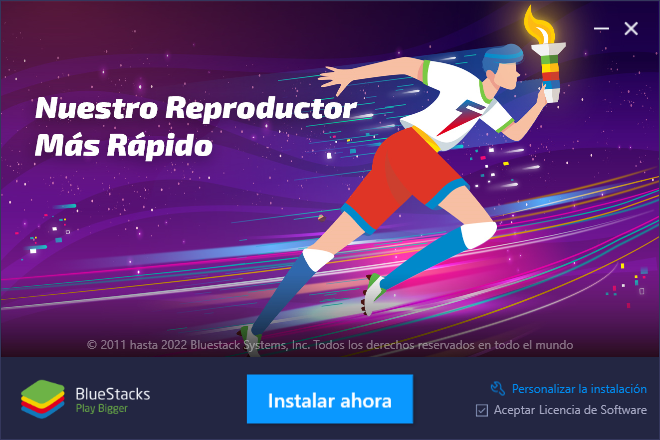 Nuestro Reproductor
Más Rápido
© 2011 hasta 2022 Bluestack Systems, Inc. Todos los derechos reservados en todo el mundo
BlueStacks
Play Bigger
Instalar ahora
Personalizar la instalación
Aceptar Licencia de Software